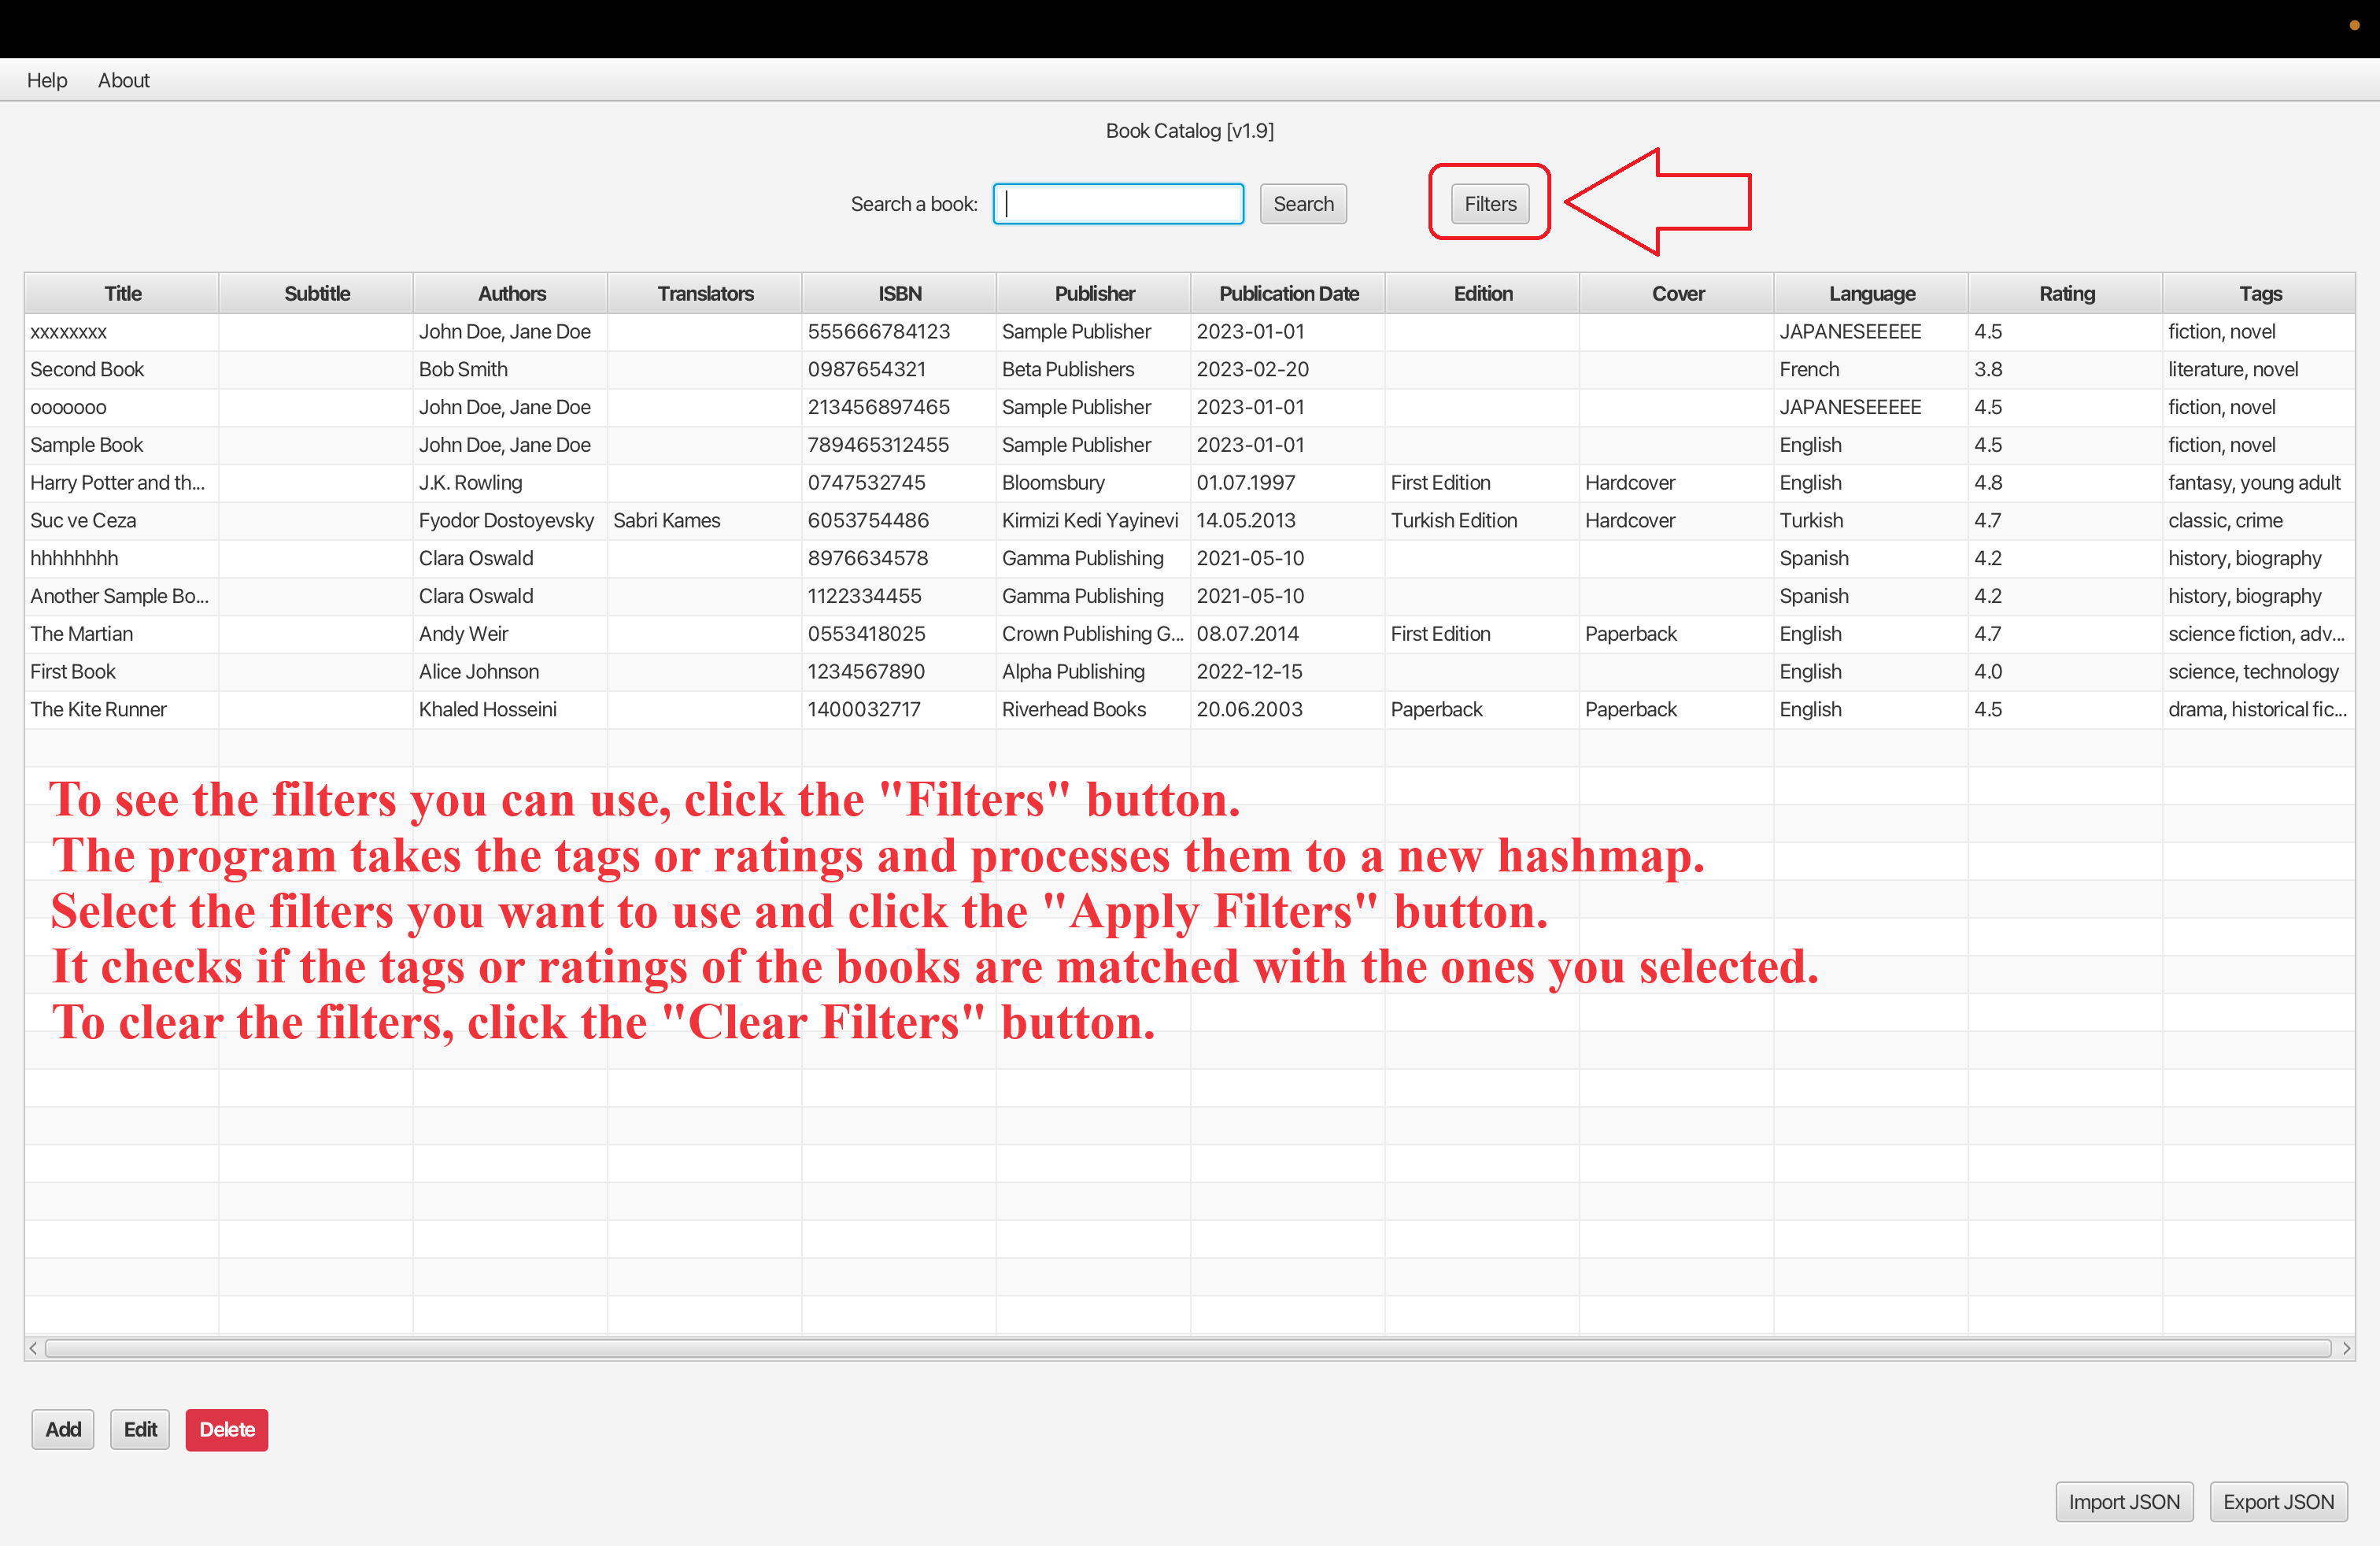 Help About
Book Catalog [v1.9]
Search a book: Search Filters
Title Subtitle Authors Translators ISBN Publisher Publication Date Edition Cover Language Rating Tags
xxxxxxxx John Doe, Jane Doe 555666784123 Sample Publisher 2023-01-01 JAPANESEEEEE 4.5 fiction, novel
Second Book Bob Smith 0987654321 Beta Publishers 2023-02-20 French 3.8 literature, novel
ooooooo John Doe, Jane Doe 213456897465 Sample Publisher 2023-01-01 JAPANESEEEEE 4.5 fiction, novel
Sample Book John Doe, Jane Doe 789465312455 Sample Publisher 2023-01-01 English 4.5 fiction, novel
Harry Potter and th... J.K. Rowling 0747532745 Bloomsbury 01.07.1997 First Edition Hardcover English 4.8 fantasy, young adult
Suc ve Ceza Fyodor Dostoyevsky Sabri Kames 6053754486 Kirmizi Kedi Yayinevi 14.05.2013 Turkish Edition Hardcover Turkish 4.7 classic, crime
hhhhhhhh Clara Oswald 8976634578 Gamma Publishing 2021-05-10 Spanish 4.2 history, biography
Another Sample Bo... Clara Oswald 1122334455 Gamma Publishing 2021-05-10 Spanish 4.2 history, biography
The Martian Andy Weir 0553418025 Crown Publishing G... 08.07.2014 First Edition Paperback English 4.7 science fiction, adv...
First Book Alice Johnson 1234567890 Alpha Publishing 2022-12-15 English 4.0 science, technology
The Kite Runner Khaled Hosseini 1400032717 Riverhead Books 20.06.2003 Paperback Paperback English 4.5 drama, historical fic...
To see the filters you can use, click the "Filters" button.
The program takes the tags or ratings and processes them to a new hashmap.
Select the filters you want to use and click the "Apply Filters" button.
It checks if the tags or ratings of the books are matched with the ones you selected.
To clear the filters, click the "Clear Filters" button.
Add Edit Delete
Import JSON Export JSON